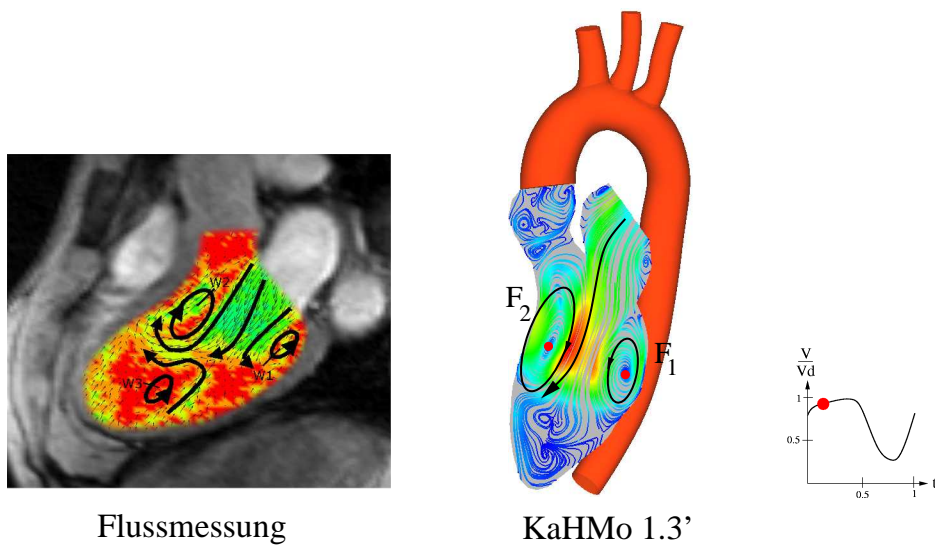 W2
W1
W3
Flussmessung
F2
F1
KaHMo 1.3’
V
Vd
1
0.5
0.5
1
t